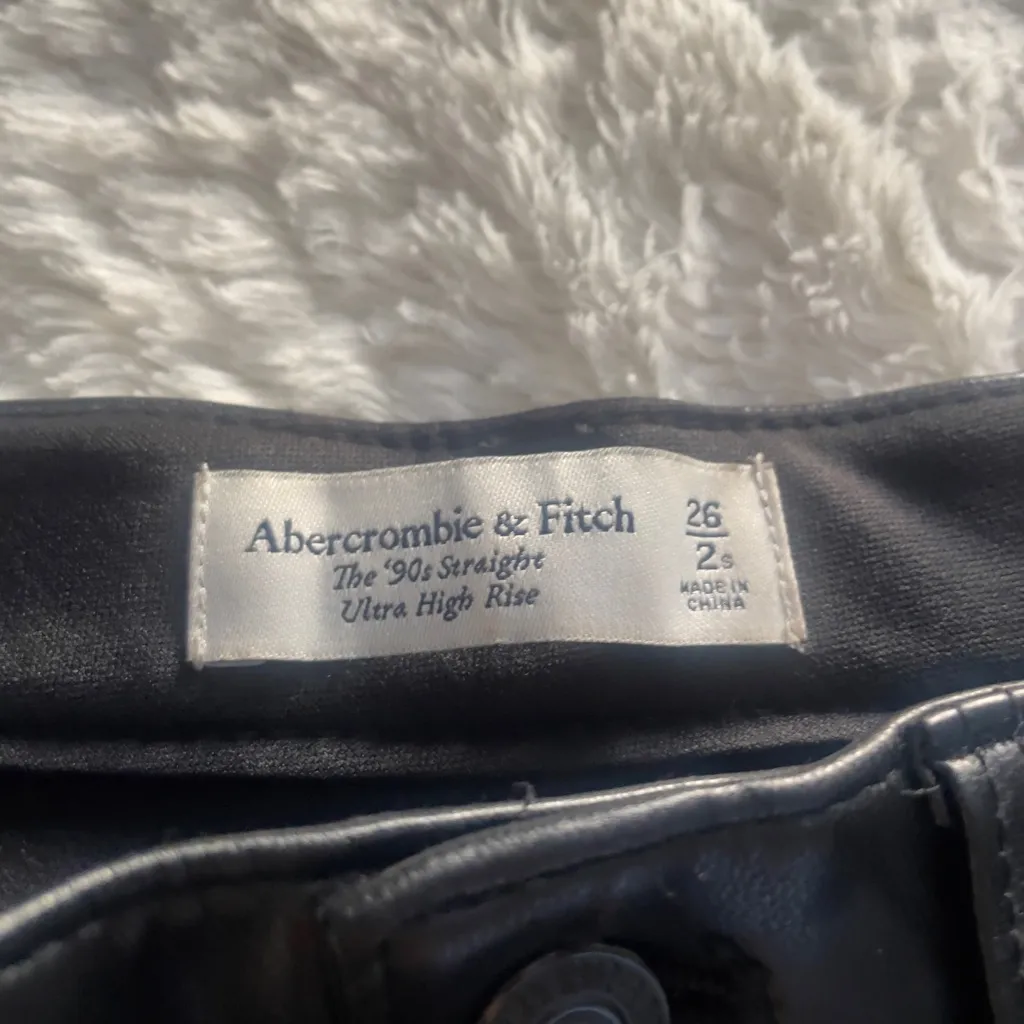 Abercrombie & Fitch
The '90s Straight
Ultra High Rise
26
2s
MADE IN
CHINA